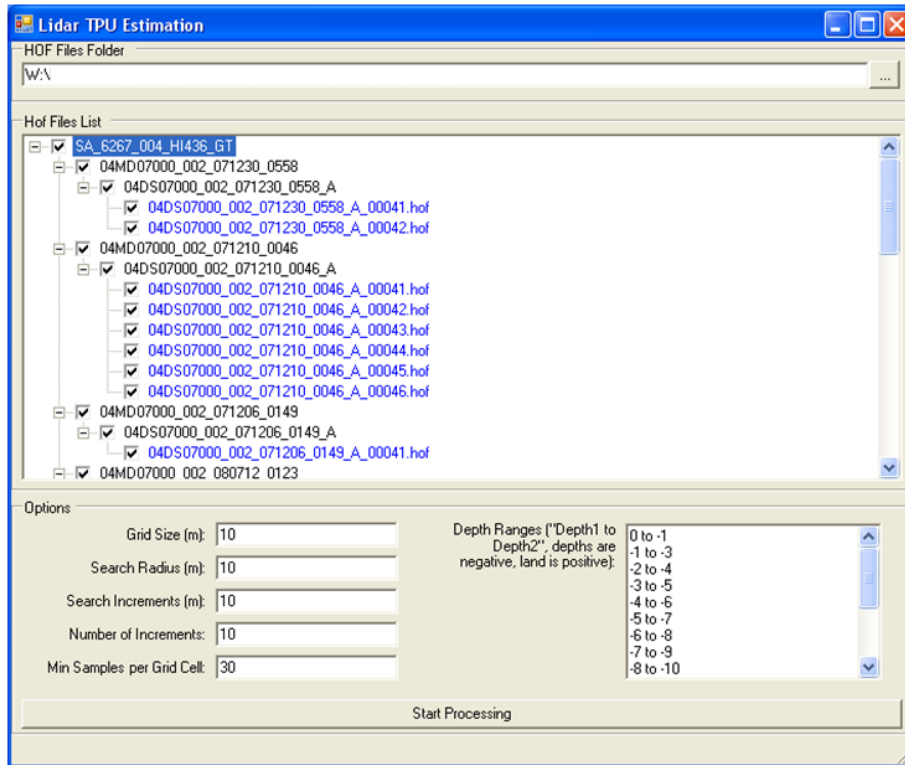 Lidar TPU Estimation
HOF Files Folder
W:\
...
Hof Files List
SA_6267_004_HI436_GT
04MD07000_002_071230_0558
04DS07000_002_071230_0558_A
04DS07000_002_071230_0558_A_00041.hof
04DS07000_002_071230_0558_A_00042.hof
04MD07000_002_071210_0046
04DS07000_002_071210_0046_A
04DS07000_002_071210_0046_A_00041.hof
04DS07000_002_071210_0046_A_00042.hof
04DS07000_002_071210_0046_A_00043.hof
04DS07000_002_071210_0046_A_00044.hof
04DS07000_002_071210_0046_A_00045.hof
04DS07000_002_071210_0046_A_00046.hof
04MD07000_002_071206_0149
04DS07000_002_071206_0149_A
04DS07000_002_071206_0149_A_00041.hof
04MD07000_002_080712_0123
Options
Grid Size (m): 10
Search Radius (m): 10
Search Increments (m): 10
Number of Increments: 10
Min Samples per Grid Cell: 30
Depth Ranges ("Depth1 to
Depth2", depths are
negative, land is positive):
0 to -1
-1 to -3
-2 to -4
-3 to -5
-4 to -6
-5 to -7
-6 to -8
-7 to -9
-8 to -10
Start Processing